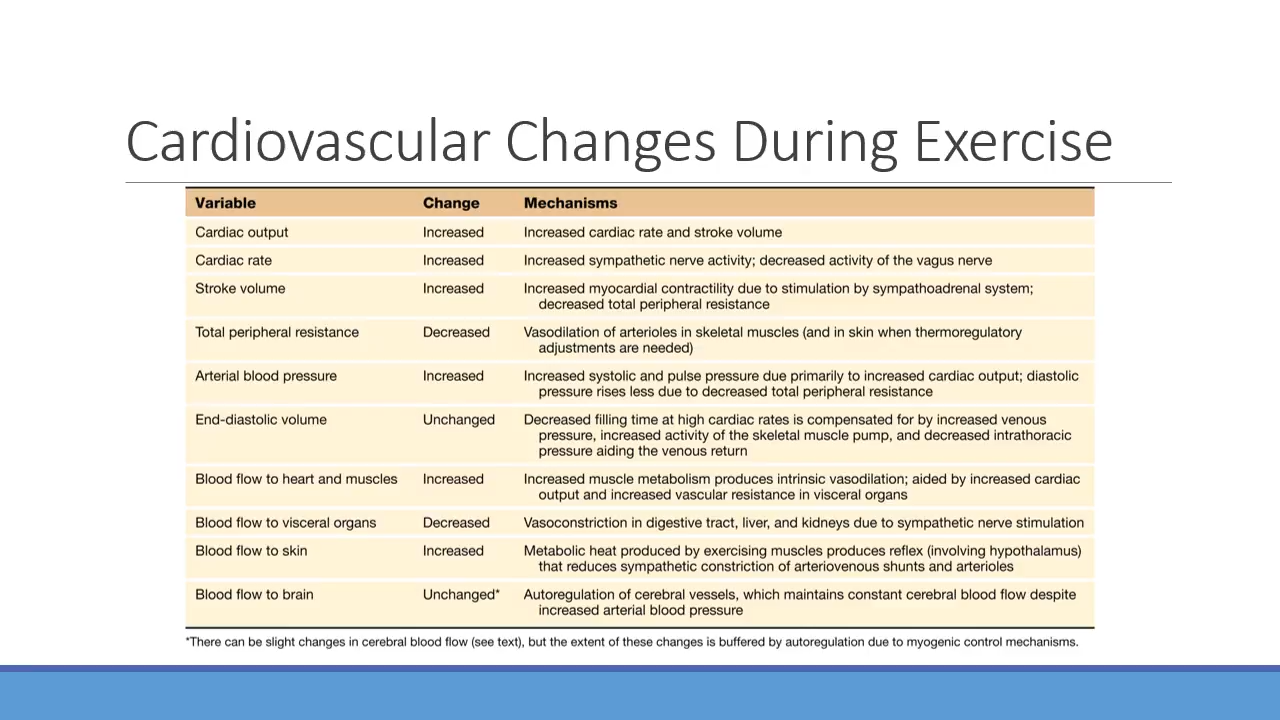 Cardiovascular Changes During Exercise
Variable Change Mechanisms
Cardiac output Increased Increased cardiac rate and stroke volume
Cardiac rate Increased Increased sympathetic nerve activity; decreased activity of the vagus nerve
Stroke volume Increased Increased myocardial contractility due to stimulation by sympathoadrenal system;
decreased total peripheral resistance
Total peripheral resistance Decreased Vasodilation of arterioles in skeletal muscles (and in skin when thermoregulatory
adjustments are needed)
Arterial blood pressure Increased Increased systolic and pulse pressure due primarily to increased cardiac output; diastolic
pressure rises less due to decreased total peripheral resistance
End-diastolic volume Unchanged Decreased filling time at high cardiac rates is compensated for by increased venous
pressure, increased activity of the skeletal muscle pump, and decreased intrathoracic
pressure aiding the venous return
Blood flow to heart and muscles Increased Increased muscle metabolism produces intrinsic vasodilation; aided by increased cardiac
output and increased vascular resistance in visceral organs
Blood flow to visceral organs Decreased Vasoconstriction in digestive tract, liver, and kidneys due to sympathetic nerve stimulation
Blood flow to skin Increased Metabolic heat produced by exercising muscles produces reflex (involving hypothalamus)
that reduces sympathetic constriction of arteriovenous shunts and arterioles
Blood flow to brain Unchanged* Autoregulation of cerebral vessels, which maintains constant cerebral blood flow despite
increased arterial blood pressure
*There can be slight changes in cerebral blood flow (see text), but the extent of these changes is buffered by autoregulation due to myogenic control mechanisms.